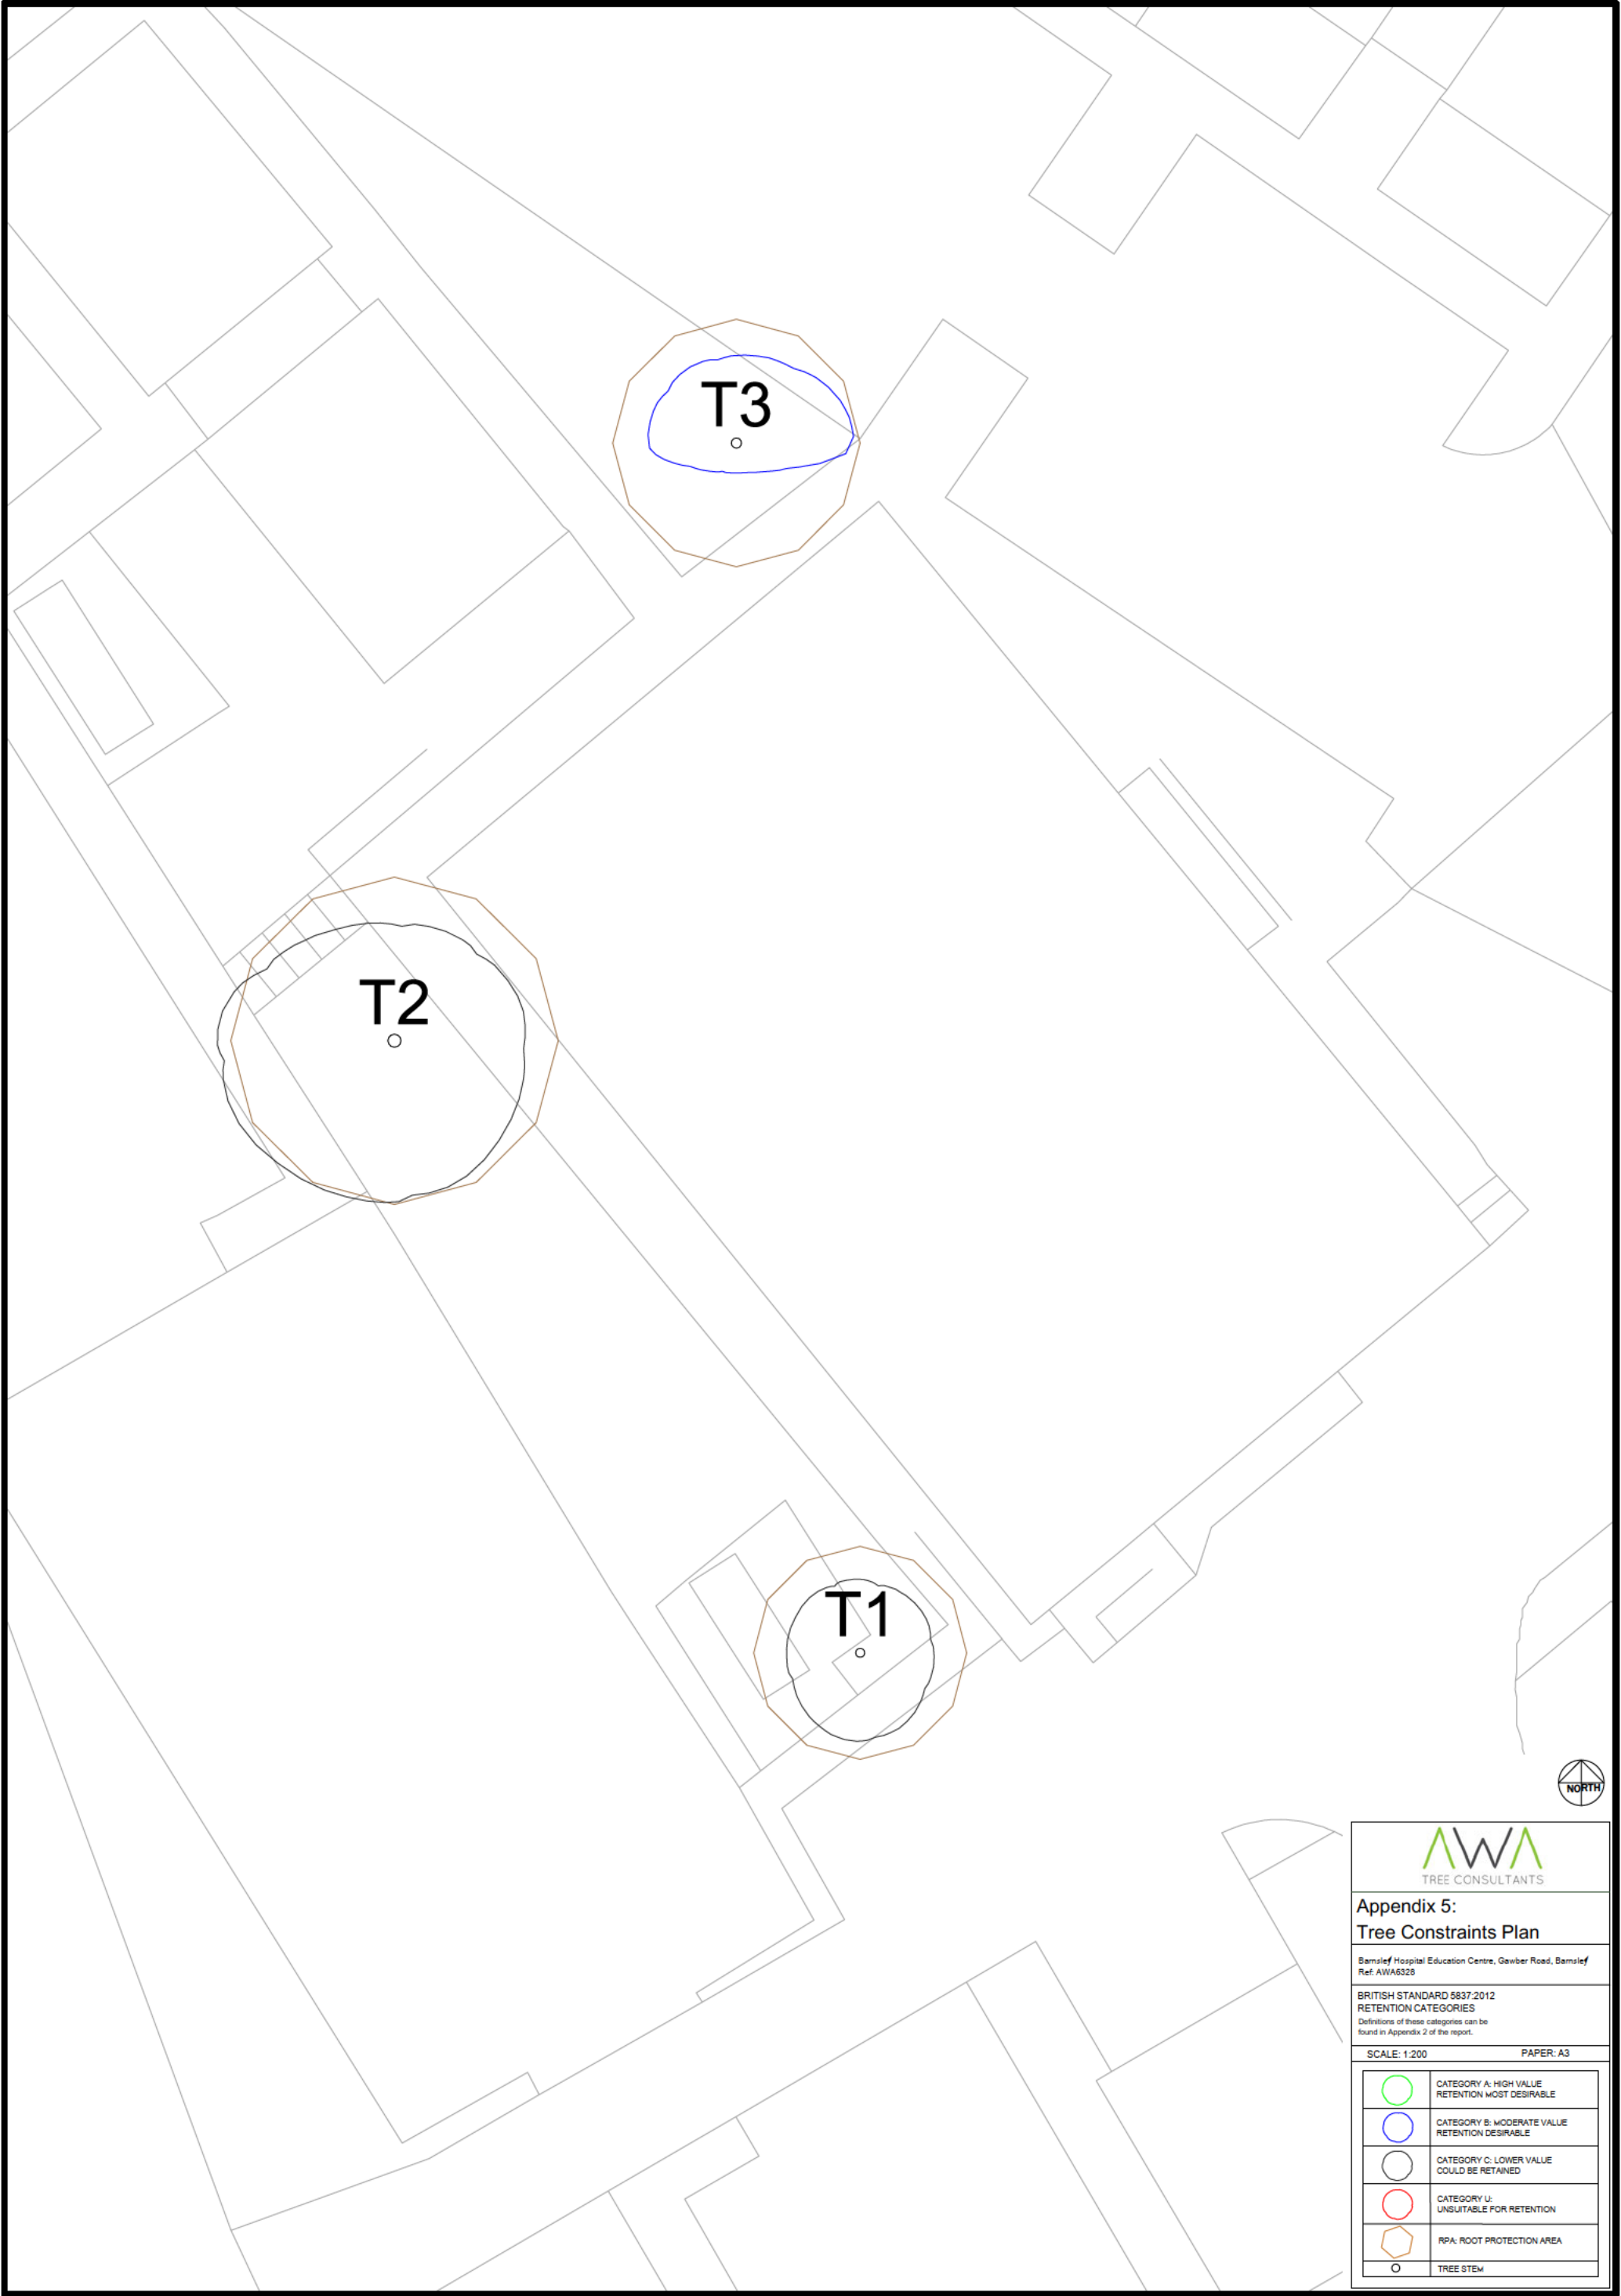 T3
T2
T1
NORTH
AWA
TREE CONSULTANTS
Appendix 5:
Tree Constraints Plan
Barnsley Hospital Education Centre, Gawber Road, Barnsley
Ref: AWA6328
BRITISH STANDARD 5837:2012
RETENTION CATEGORIES
Definitions of these categories can be
found in Appendix 2 of the report.
SCALE: 1:200 PAPER: A3
CATEGORY A: HIGH VALUE
RETENTION MOST DESIRABLE
CATEGORY B: MODERATE VALUE
RETENTION DESIRABLE
CATEGORY C: LOWER VALUE
COULD BE RETAINED
CATEGORY U:
UNSUITABLE FOR RETENTION
RPA: ROOT PROTECTION AREA
TREE STEM